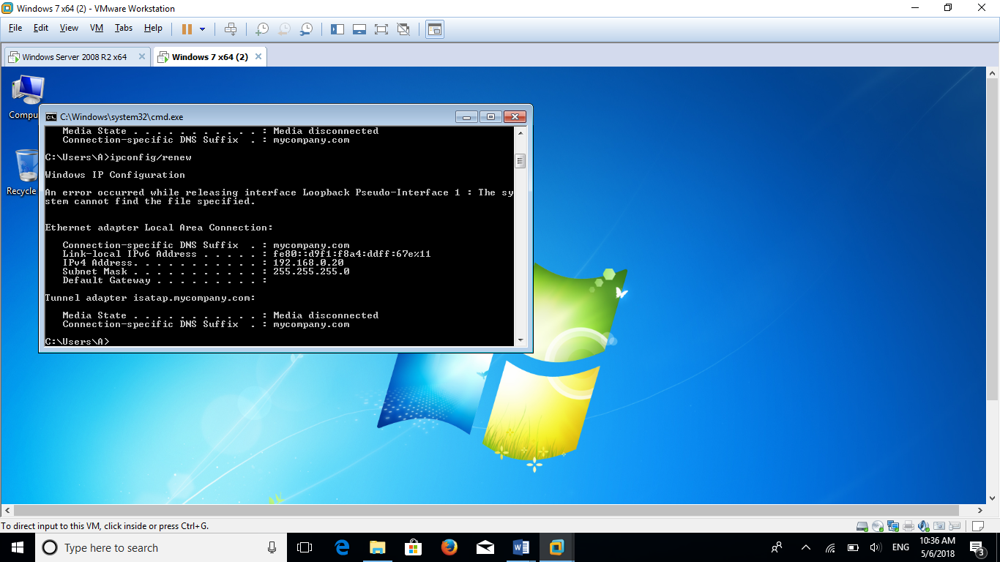 Windows 7 x64 (2) - VMware Workstation
File Edit View VM Tabs Help
Windows Server 2008 R2 x64 Windows 7 x64 (2)
Compu
Recycle
C:\Windows\system32\cmd.exe
Media State . . . . . . . . . . . : Media disconnected
Connection-specific DNS Suffix . : mycompany.com
C:\Users\A>ipconfig/renew
Windows IP Configuration
An error occurred while releasing interface Loopback Pseudo-Interface 1 : The sy
stem cannot find the file specified.
Ethernet adapter Local Area Connection:
Connection-specific DNS Suffix . : mycompany.com
Link-local IPv6 Address . . . . . : fe80::d9f1:f8a4:ddff:67e%11
IPv4 Address. . . . . . . . . . . : 192.168.0.20
Subnet Mask . . . . . . . . . . . : 255.255.255.0
Default Gateway . . . . . . . . . :
Tunnel adapter isatap.mycompany.com:
Media State . . . . . . . . . . . : Media disconnected
Connection-specific DNS Suffix . : mycompany.com
C:\Users\A>
To direct input to this VM, click inside or press Ctrl+G.
Type here to search
ENG
10:36 AM
5/6/2018
3